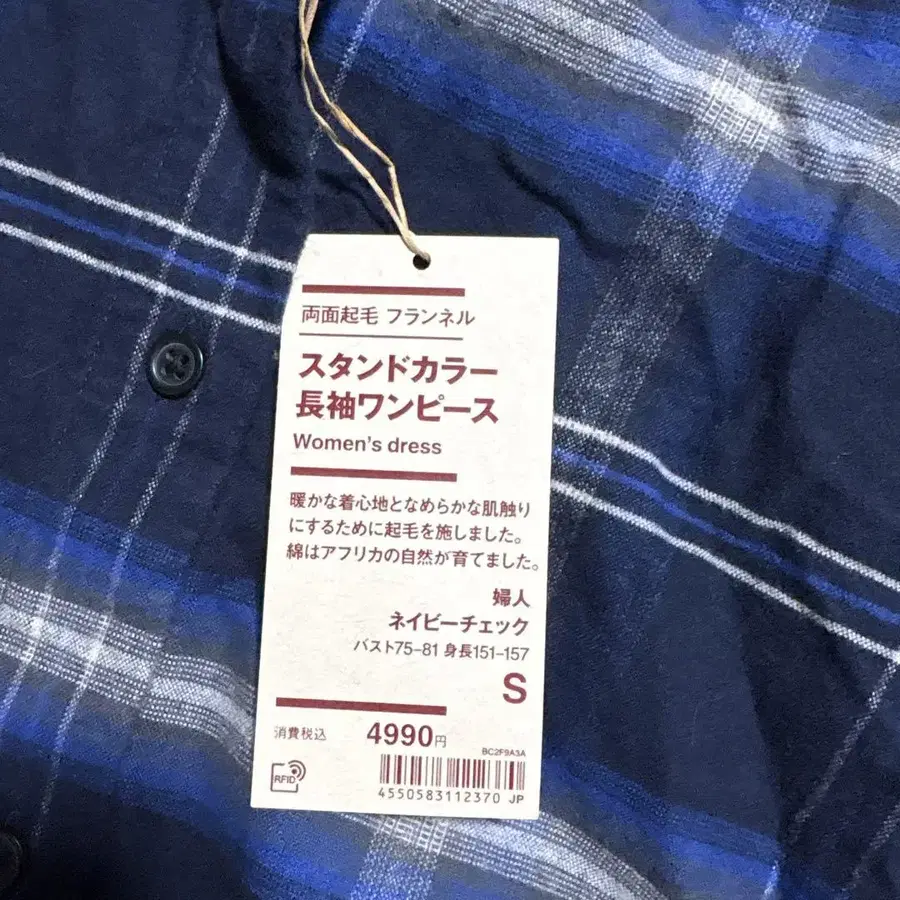 両面起毛 フランネル
スタンドカラー
長袖ワンピース
Women's dress
暖かな着心地となめらかな肌触り
にするために起毛を施しました。
綿はアフリカの自然が育てました。
婦人
ネイビーチェック
バスト75-81 身長151-157
S
消費税込 4990円
BC2F9A3A
RFID
4550583112370 JP